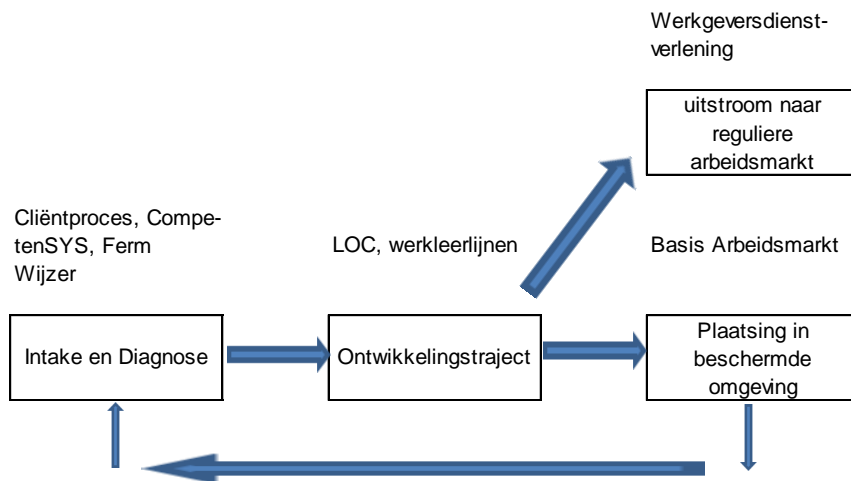 Werkgeversdienst-
verlening
uitstroom naar
reguliere
arbeidsmarkt
Cliëntproces, Compe-
tenSYS, Ferm
Wijzer
LOC, werkleerlijnen
Basis Arbeidsmarkt
Intake en Diagnose
Ontwikkelingstraject
Plaatsing in
beschermde
omgeving